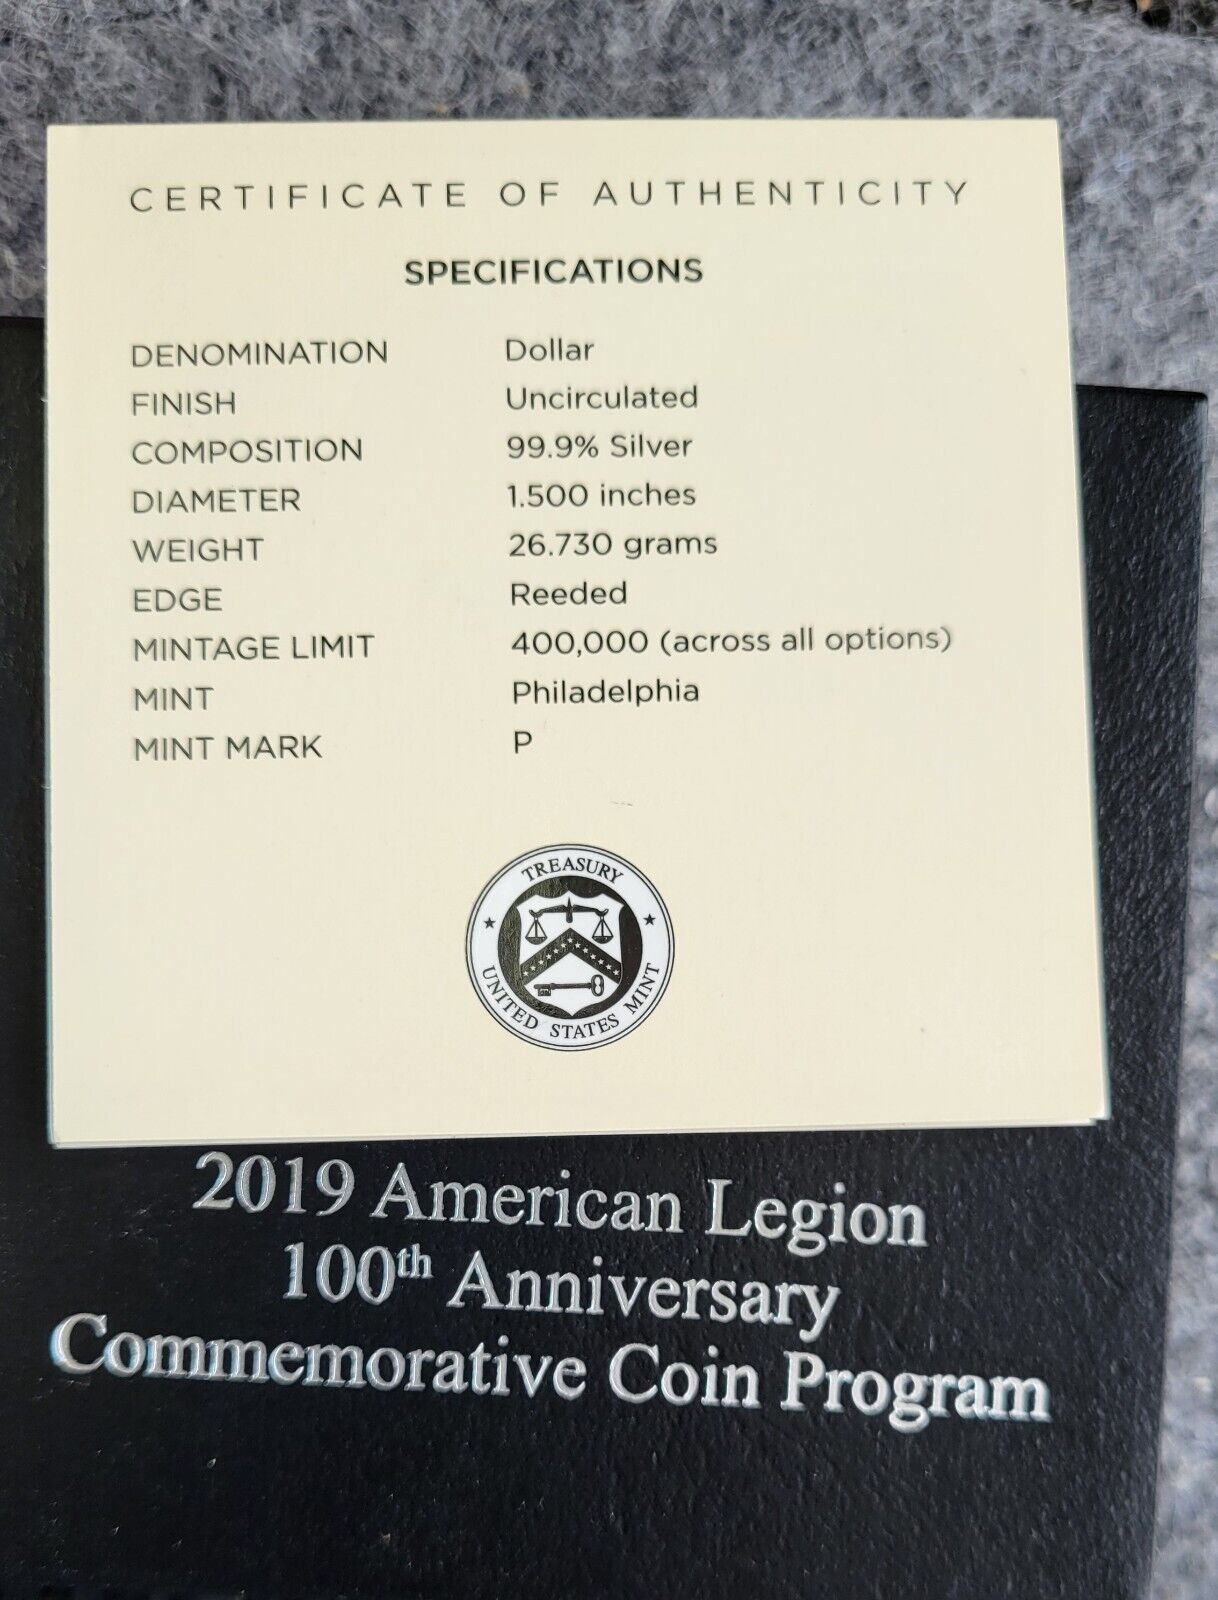 CERTIFICATE OF AUTHENTICITY
SPECIFICATIONS
DENOMINATION Dollar
FINISH Uncirculated
COMPOSITION 99.9% Silver
DIAMETER 1.500 inches
WEIGHT 26.730 grams
EDGE Reeded
MINTAGE LIMIT 400,000 (across all options)
MINT Philadelphia
MINT MARK P
TREASURY
UNITED STATES MINT
2019 American Legion
100th Anniversary
Commemorative Coin Program